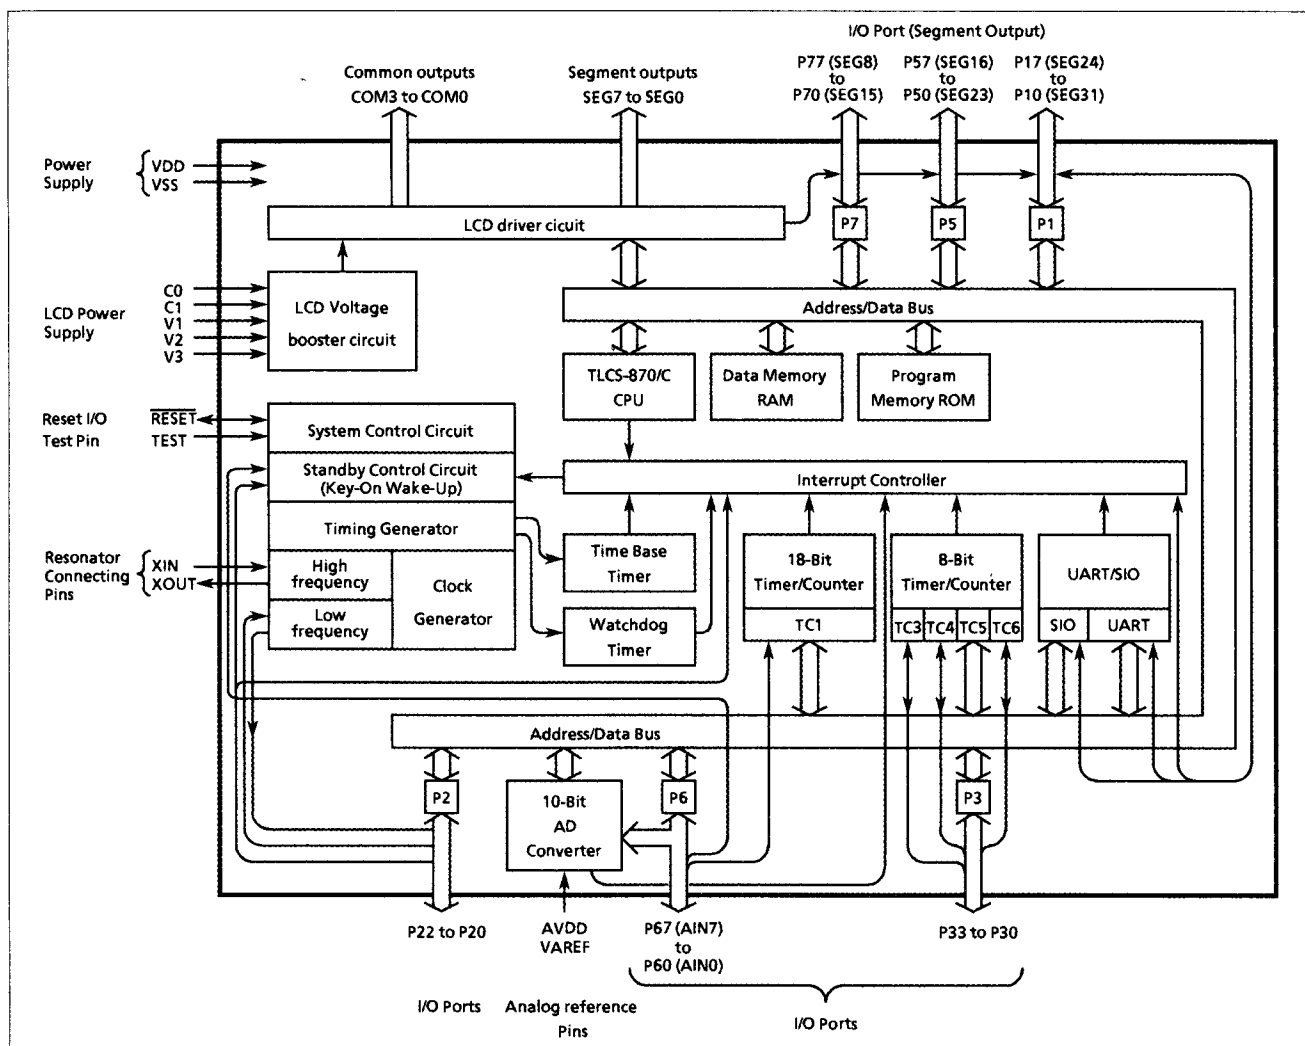 I/O Port (Segment Output)
Common outputs
COM3 to COM0
Segment outputs
SEG7 to SEG0
P77 (SEG8)
to
P70 (SEG15)
P57 (SEG16)
to
P50 (SEG23)
P17 (SEG24)
to
P10 (SEG31)
Power
Supply
VDD
VSS
LCD driver cicuit
P7
P5
P1
LCD Power
Supply
C0
C1
V1
V2
V3
LCD Voltage
booster circuit
Address/Data Bus
TLCS-870/C
CPU
Data Memory
RAM
Program
Memory ROM
Reset I/O
Test Pin
RESET
TEST
System Control Circuit
Standby Control Circuit
(Key-On Wake-Up)
Interrupt Controller
Timing Generator
Resonator
Connecting
Pins
XIN
XOUT
High
frequency
Low
frequency
Clock
Generator
Time Base
Timer
Watchdog
Timer
18-Bit
Timer/Counter
TC1
8-Bit
Timer/Counter
TC3
TC4
TC5
TC6
UART/SIO
SIO
UART
Address/Data Bus
P2
10-Bit
AD
Converter
P6
P3
P22 to P20
AVDD
VAREF
P67 (AIN7)
to
P60 (AIN0)
P33 to P30
I/O Ports
Analog reference
Pins
I/O Ports